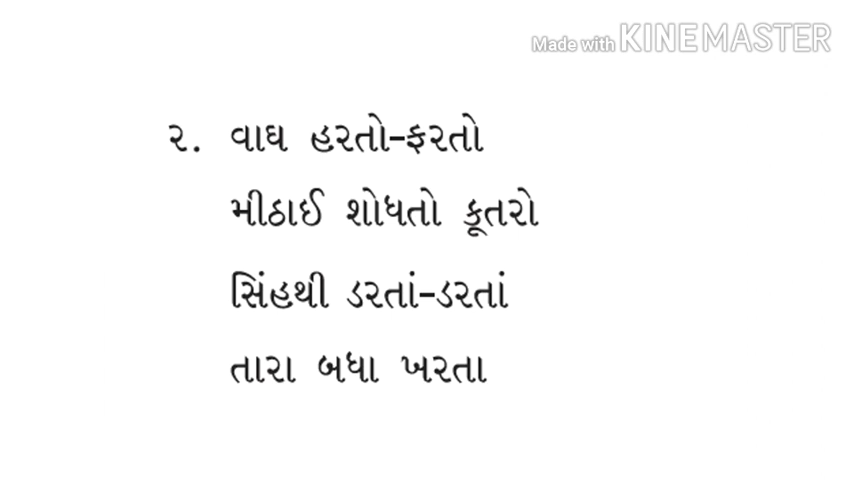 Made with KINEMASTER
૨. વાઘ હરતો-ફરતો
મીઠાઈ શોધતો કૂતરો
સિંહથી ડરતાં-ડરતાં
તારા બધા ખરતા